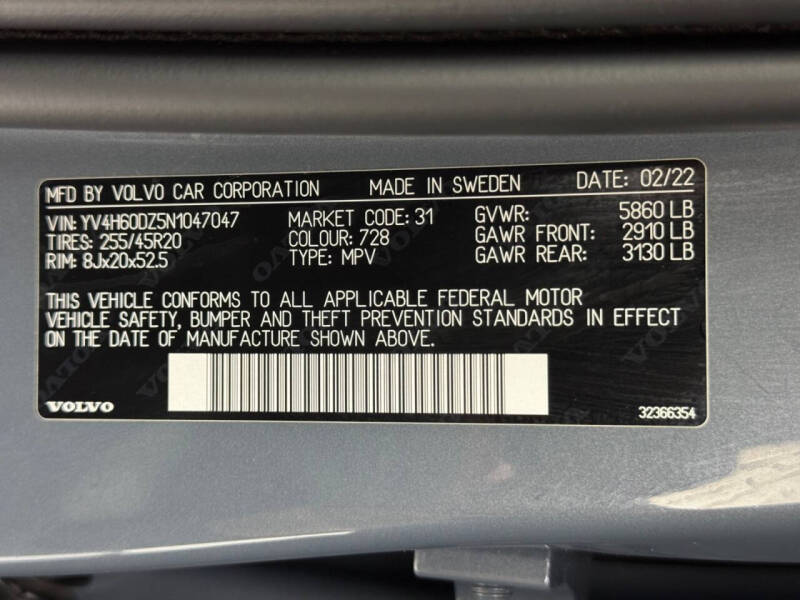 MFD BY VOLVO CAR CORPORATION MADE IN SWEDEN DATE: 02/22
VIN: YV4H60DZ5N1047047 MARKET CODE: 31 GVWR: 5860 LB
TIRES: 255/45R20 COLOUR: 728 GAWR FRONT: 2910 LB
RIM: 8Jx20x52.5 TYPE: MPV GAWR REAR: 3130 LB
THIS VEHICLE CONFORMS TO ALL APPLICABLE FEDERAL MOTOR
VEHICLE SAFETY, BUMPER AND THEFT PREVENTION STANDARDS IN EFFECT
ON THE DATE OF MANUFACTURE SHOWN ABOVE.
VOLVO 32366354